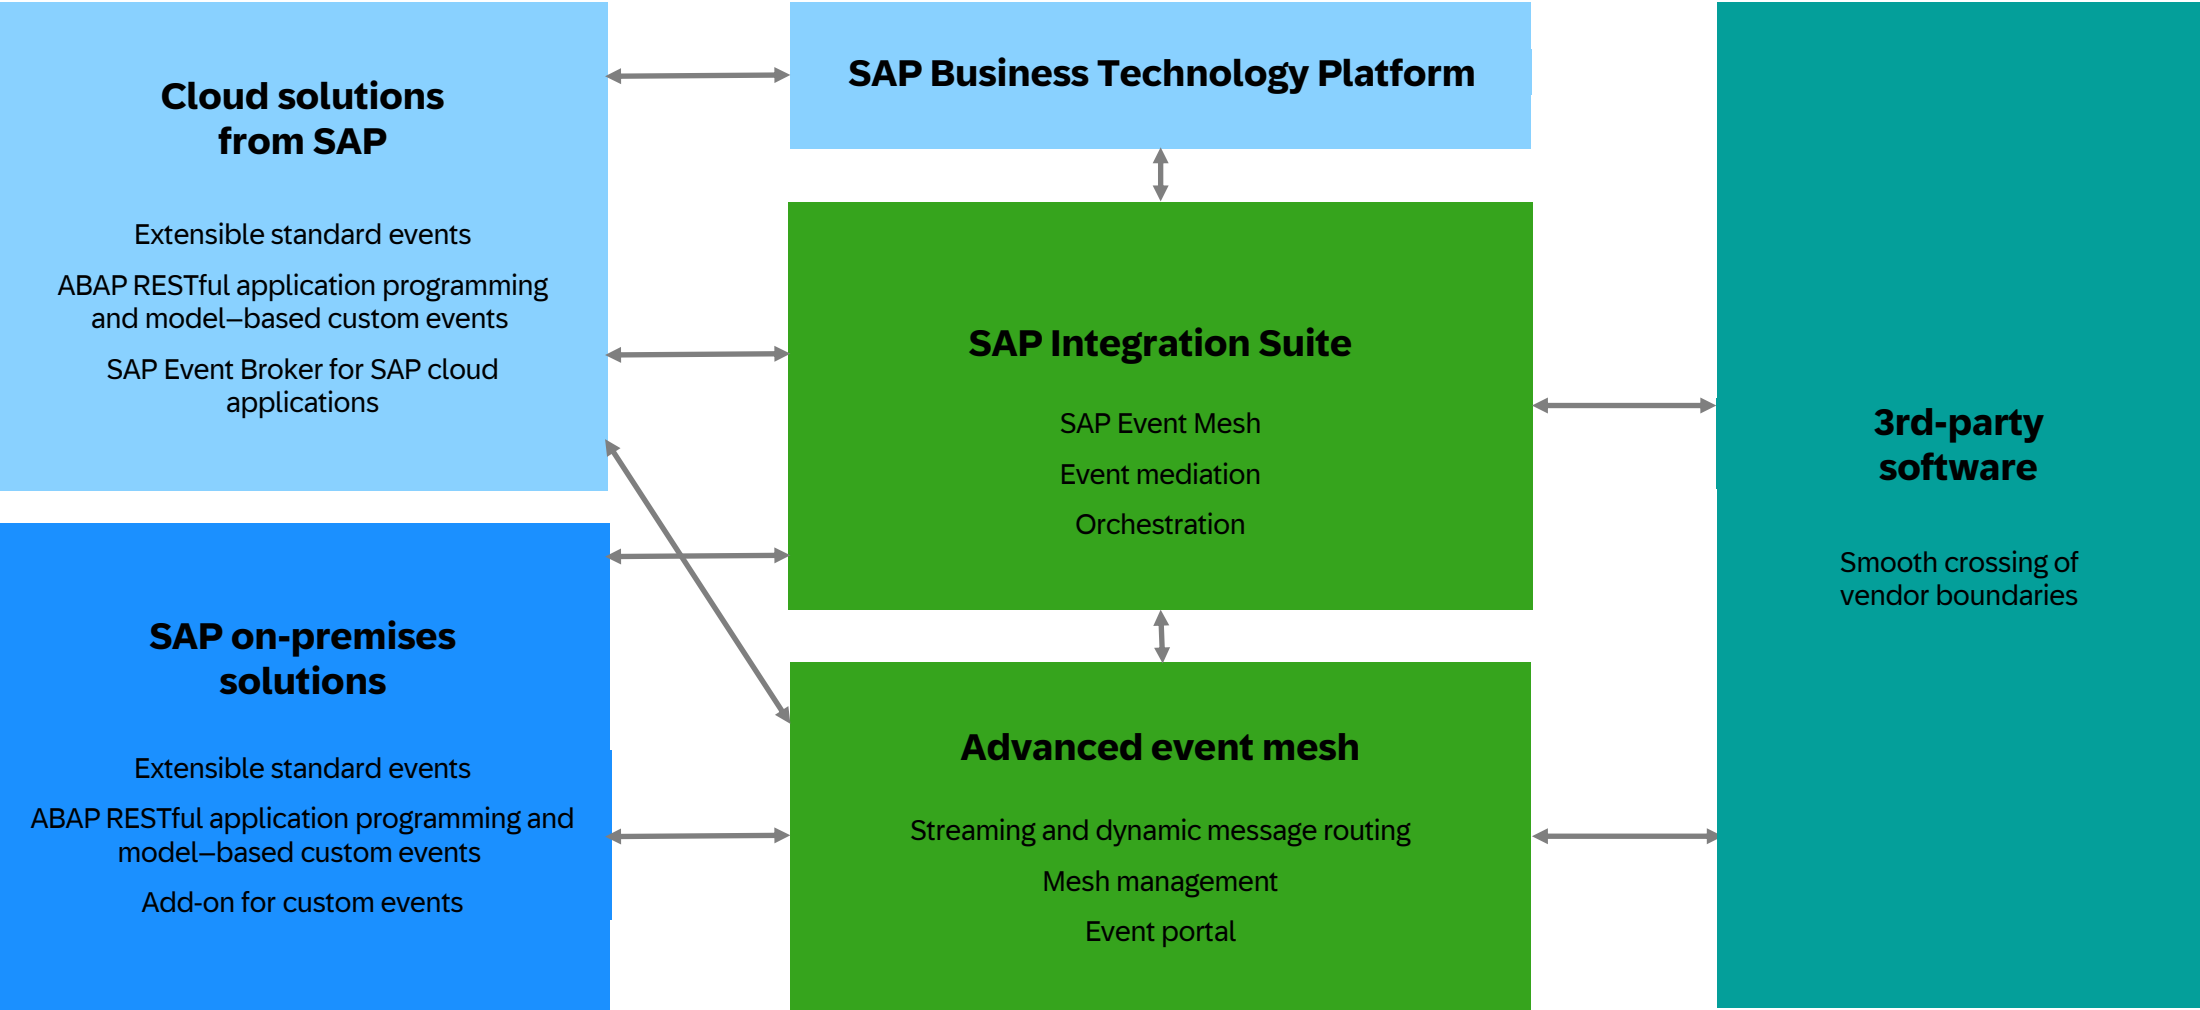 Cloud solutions
from SAP
Extensible standard events
ABAP RESTful application programming
and model–based custom events
SAP Event Broker for SAP cloud
applications
SAP on-premises
solutions
Extensible standard events
ABAP RESTful application programming and
model–based custom events
Add-on for custom events
SAP Business Technology Platform
SAP Integration Suite
SAP Event Mesh
Event mediation
Orchestration
Advanced event mesh
Streaming and dynamic message routing
Mesh management
Event portal
3rd-party
software
Smooth crossing of
vendor boundaries